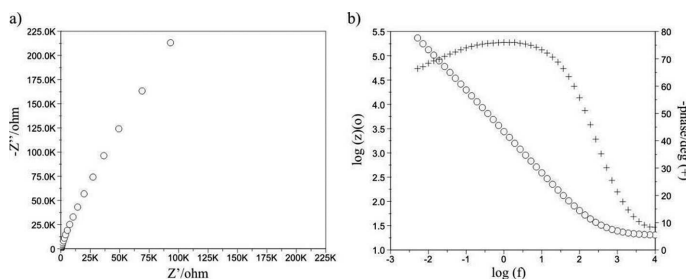 a)
225.0K
200.0K
175.0K
150.0K
125.0K
100.0K
75.0K
50.0K
25.0K
0.0K
-Z''/ohm
0K 25K 50K 75K 100K 125K 150K 175K 200K 225K
Z'/ohm
b)
5.5
5.0
4.5
4.0
3.5
3.0
2.5
2.0
1.5
1.0
log (z)(o)
-3 -2 -1 0 1 2 3 4
log (f)
80
70
60
50
40
30
20
10
0
-phase/deg (+)